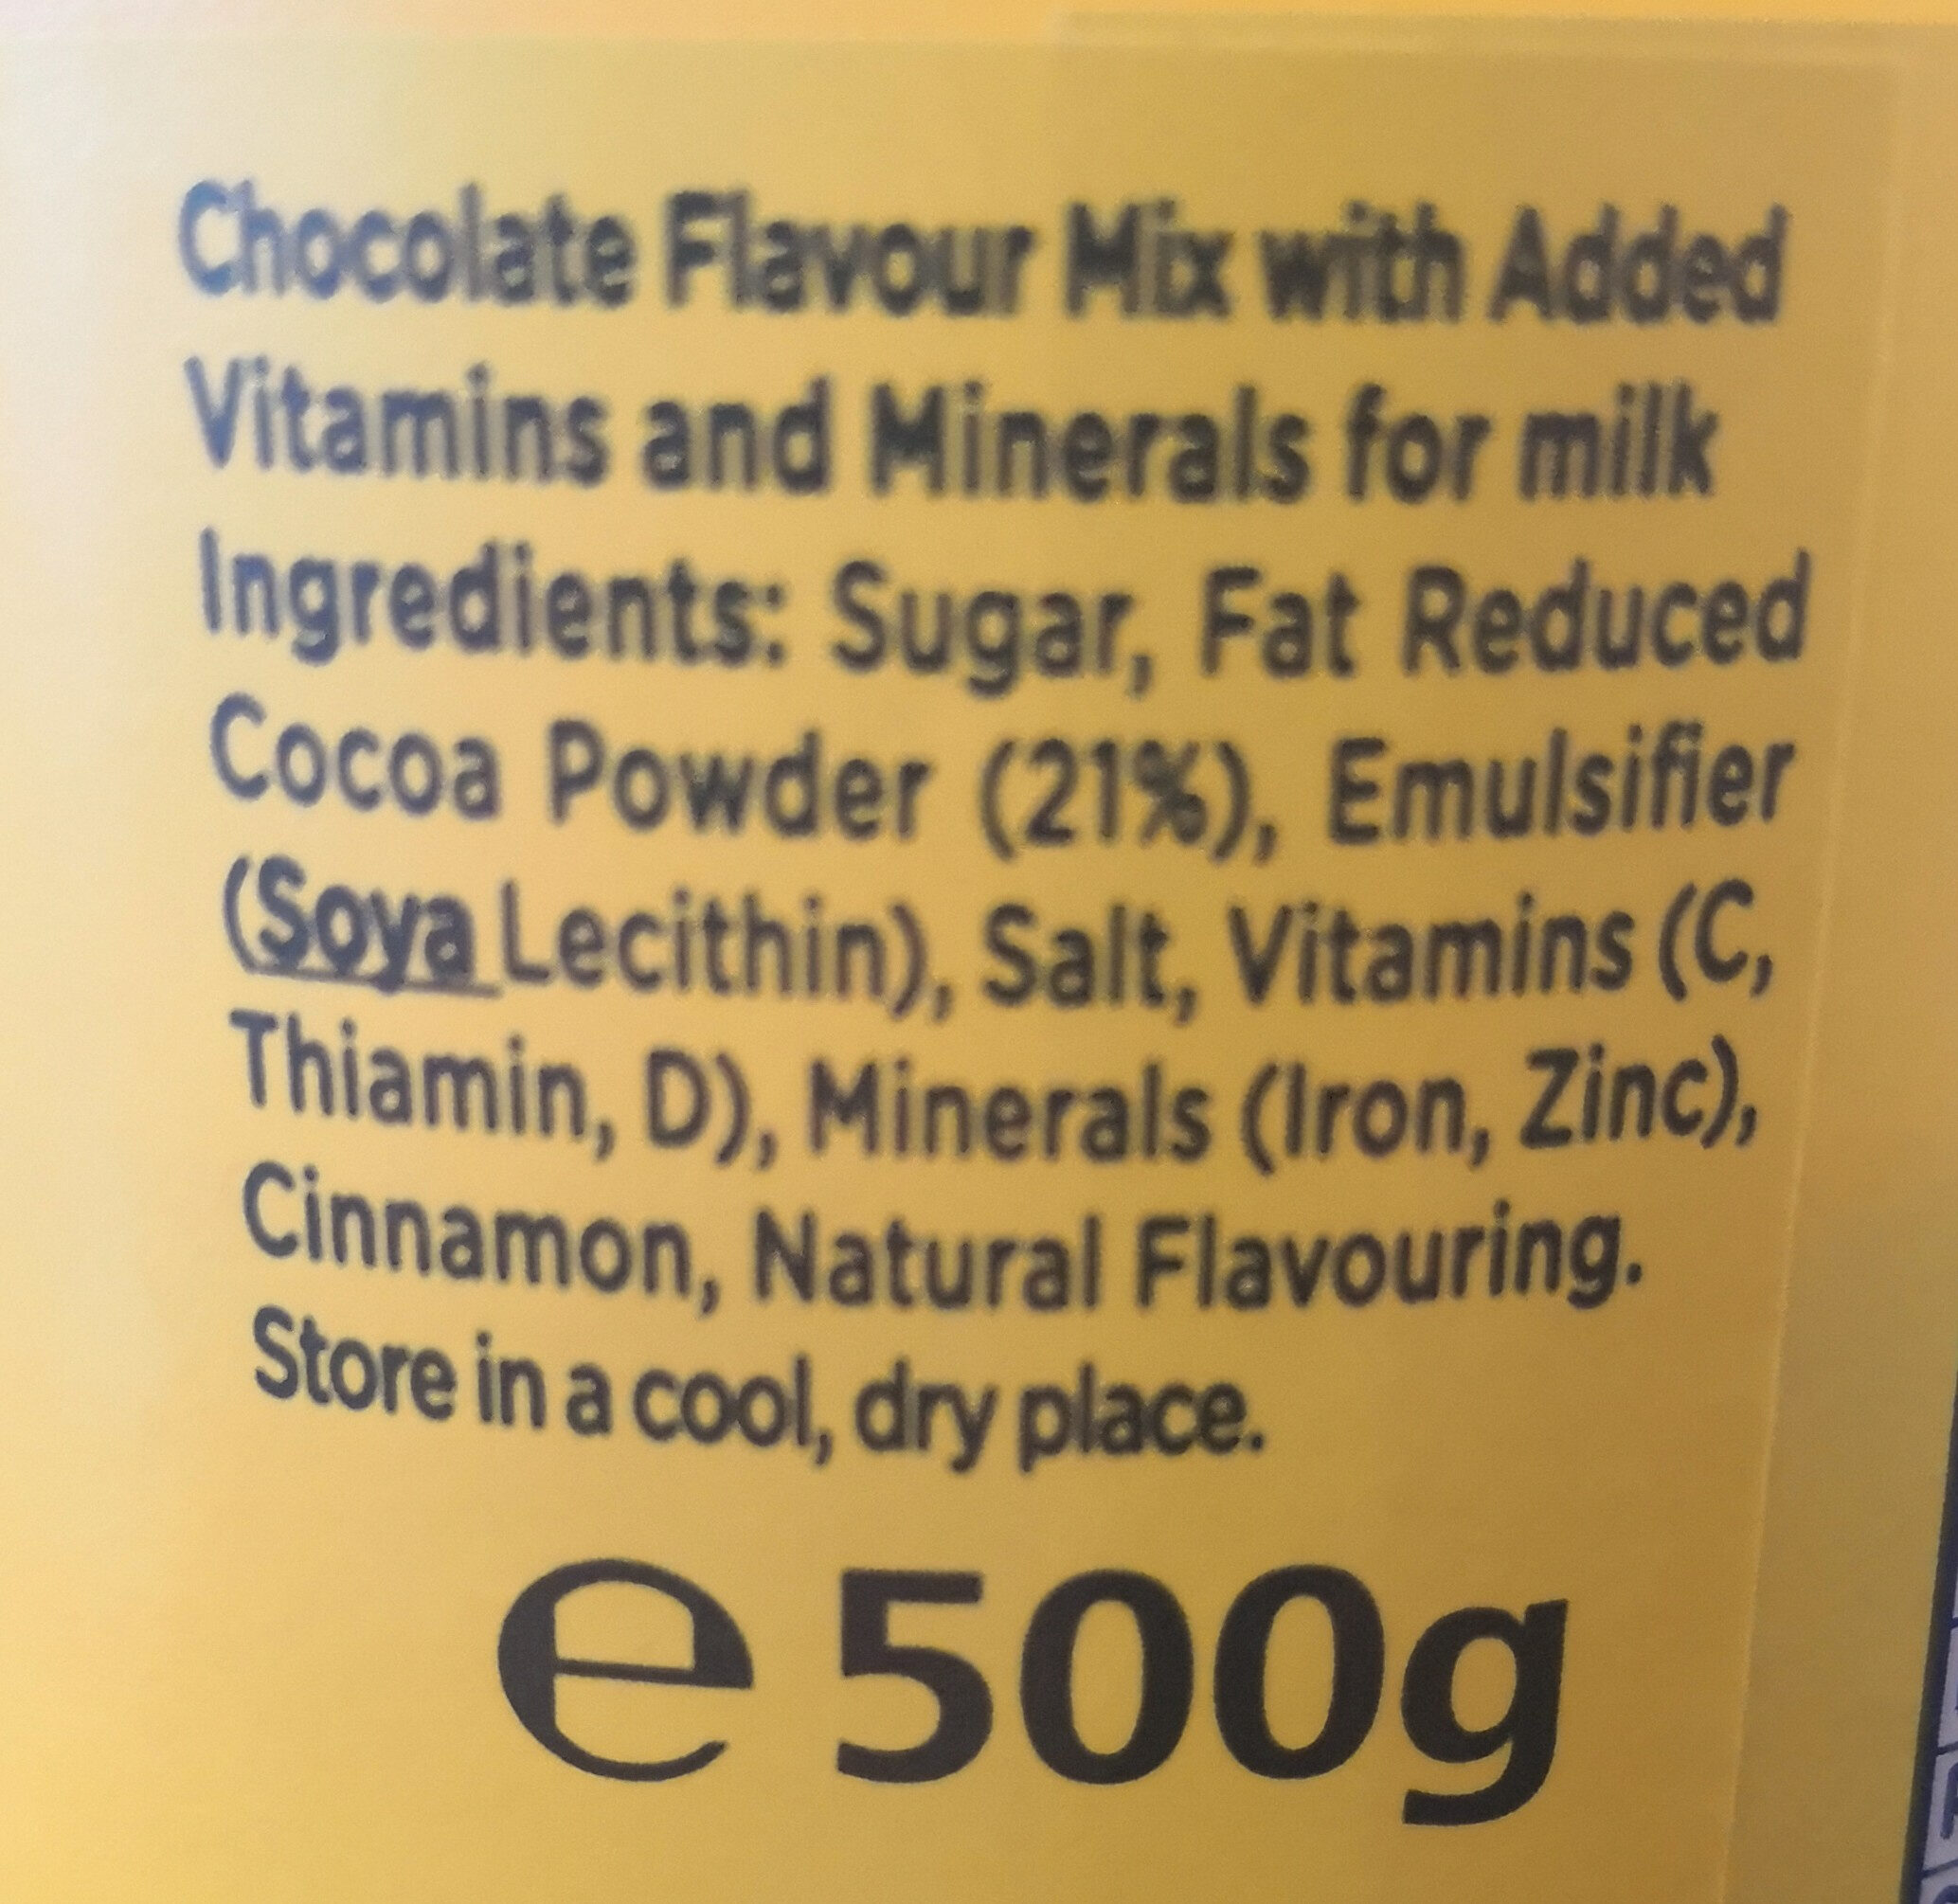 Chocolate Flavour Mix with Added
Vitamins and Minerals for milk
Ingredients: Sugar, Fat Reduced
Cocoa Powder (21%), Emulsifier
(Soya Lecithin), Salt, Vitamins (C,
Thiamin, D), Minerals (Iron, Zinc),
Cinnamon, Natural Flavouring.
Store in a cool, dry place.
e 500g